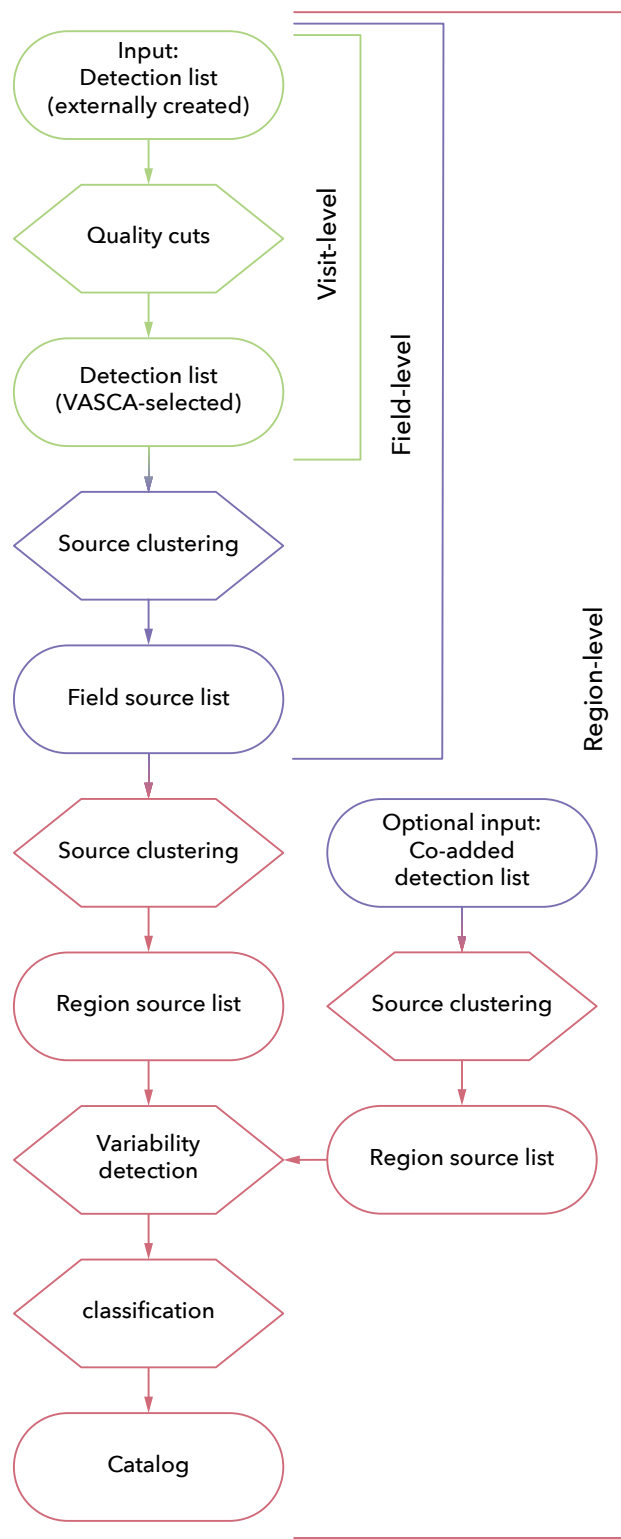 Input:
Detection list
(externally created)
Quality cuts
Detection list
(VASCA-selected)
Visit-level
Source clustering
Field source list
Field-level
Source clustering
Region source list
Optional input:
Co-added
detection list
Source clustering
Region source list
Variability
detection
classification
Catalog
Region-level